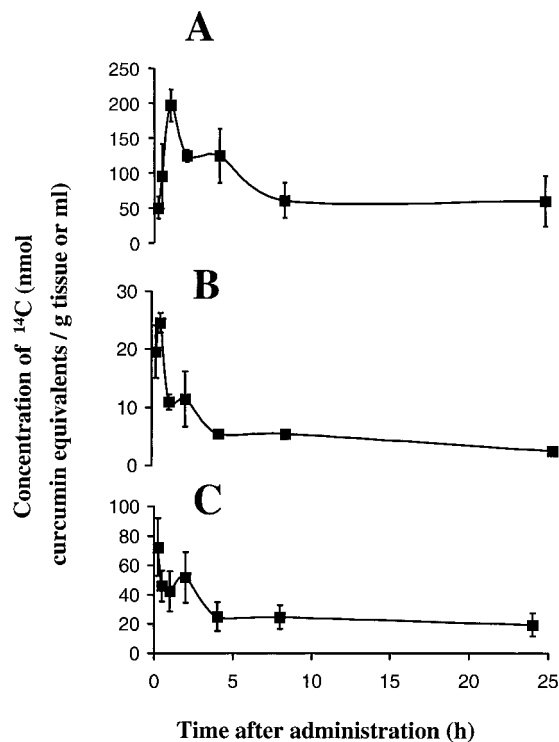 A
250
200
150
100
50
0
B
30
20
10
0
C
100
80
60
40
20
0
0 5 10 15 20 25
Concentration of ¹⁴C (nmol
curcumin equivalents / g tissue or ml)
Time after administration (h)